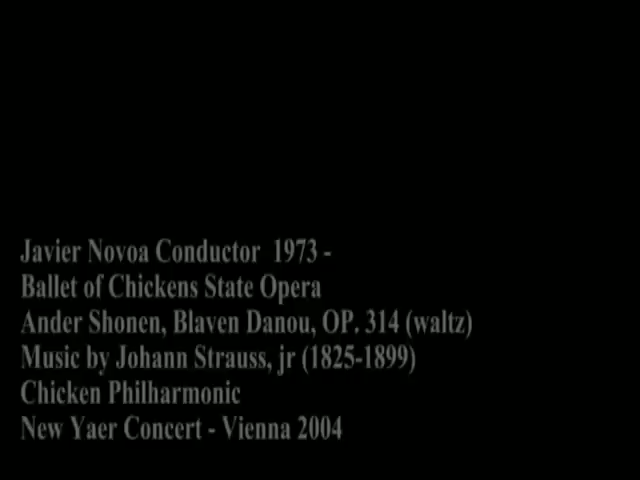 Javier Novoa Conductor 1973 -
Ballet of Chickens State Opera
Ander Shonen, Blaven Danou, OP. 314 (waltz)
Music by Johann Strauss, jr (1825-1899)
Chicken Philharmonic
New Yaer Concert - Vienna 2004